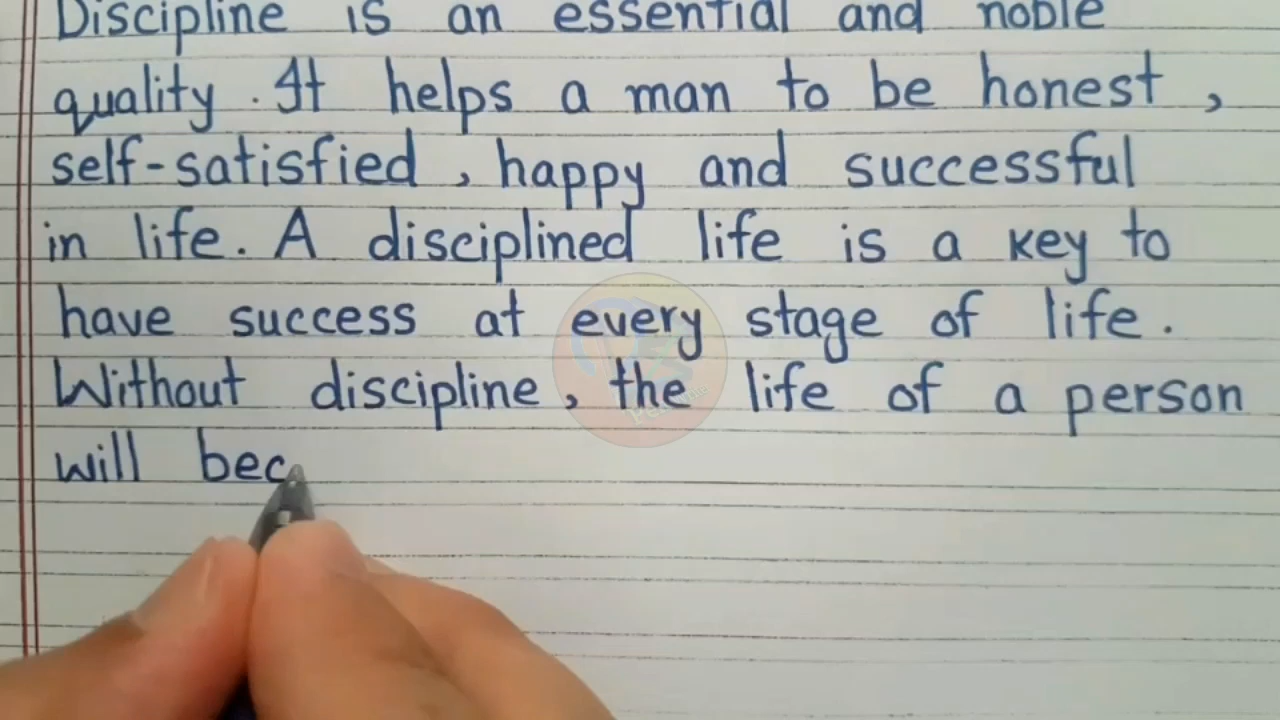 Discipline is an essential and noble
quality. It helps a man to be honest,
self-satisfied, happy and successful
in life. A disciplined life is a key to
have success at every stage of life.
Without discipline, the life of a person
will bec